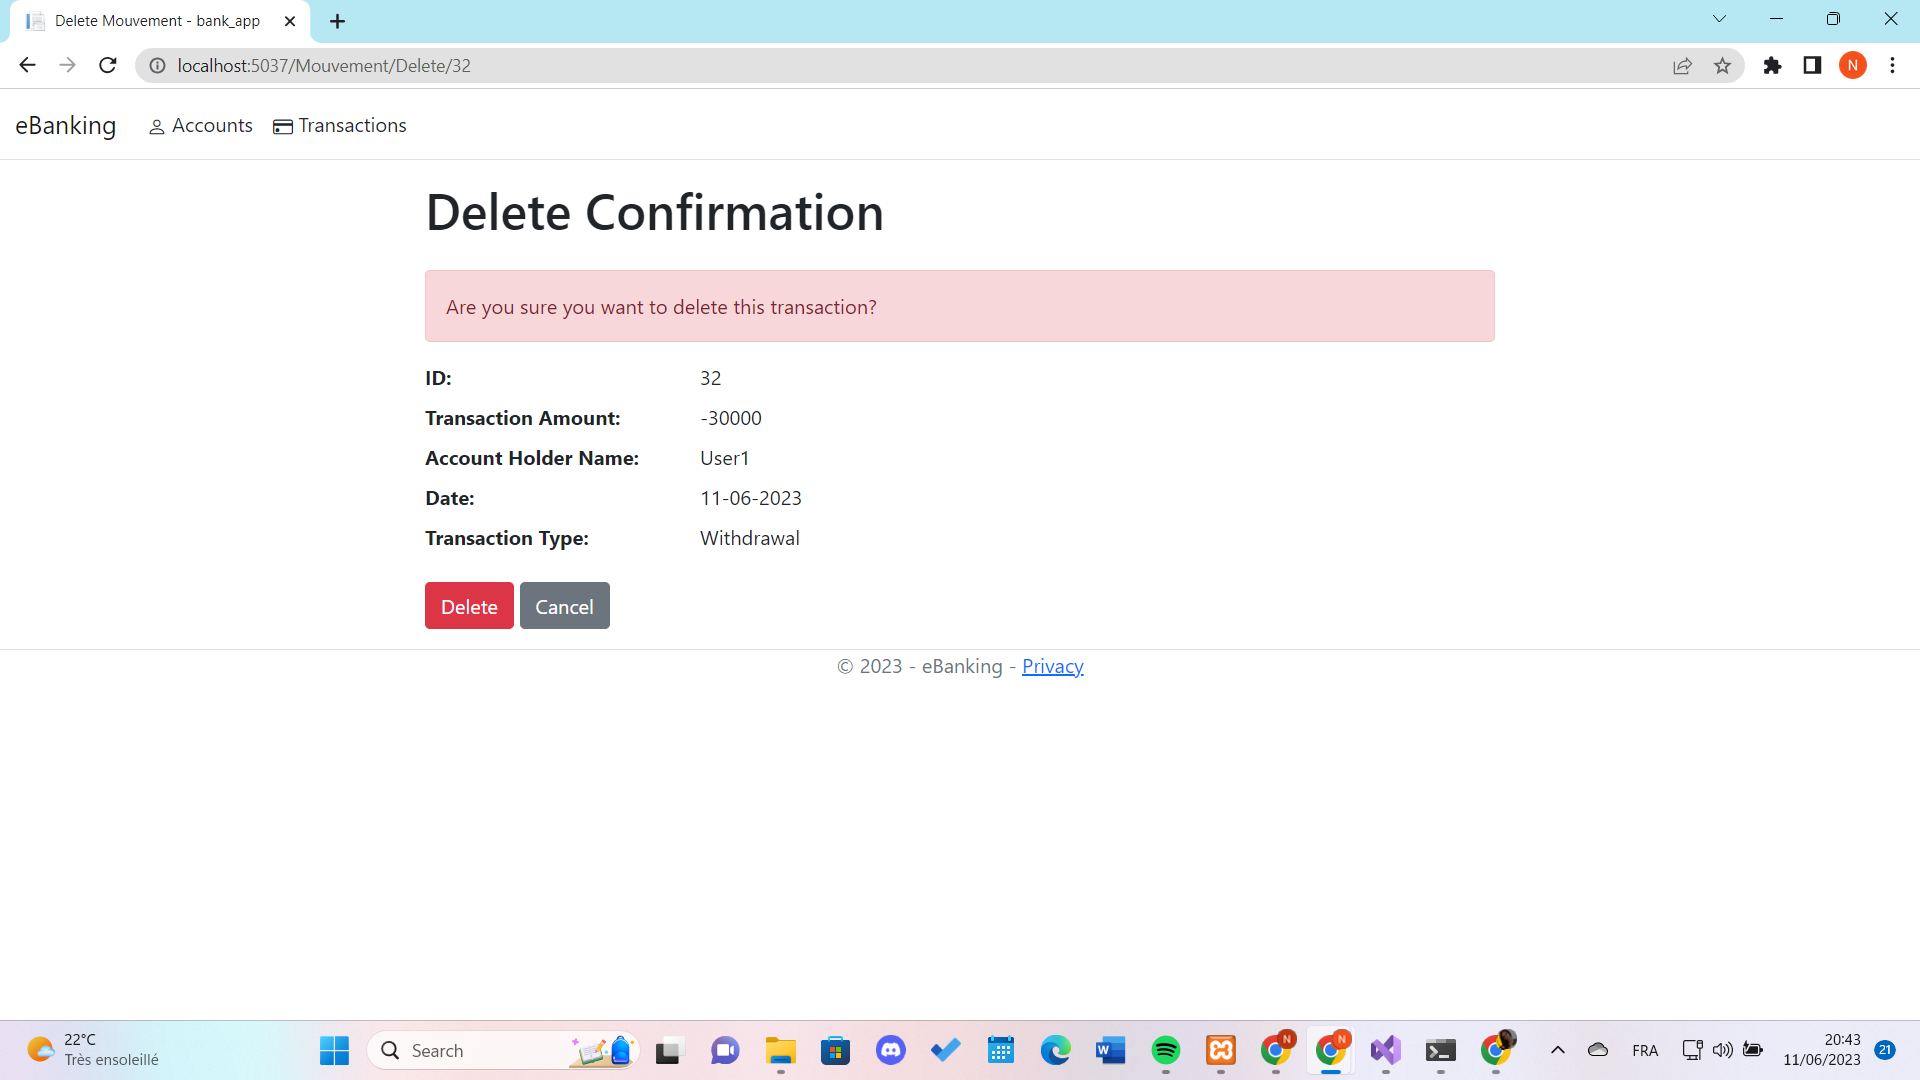 Delete Mouvement - bank_app
localhost:5037/Mouvement/Delete/32
N
eBanking
Accounts
Transactions
Delete Confirmation
Are you sure you want to delete this transaction?
ID: 32
Transaction Amount: -30000
Account Holder Name: User1
Date: 11-06-2023
Transaction Type: Withdrawal
Delete
Cancel
© 2023 - eBanking - Privacy
22°C
Très ensoleillé
Search
W
N
N
FRA
20:43
11/06/2023
21